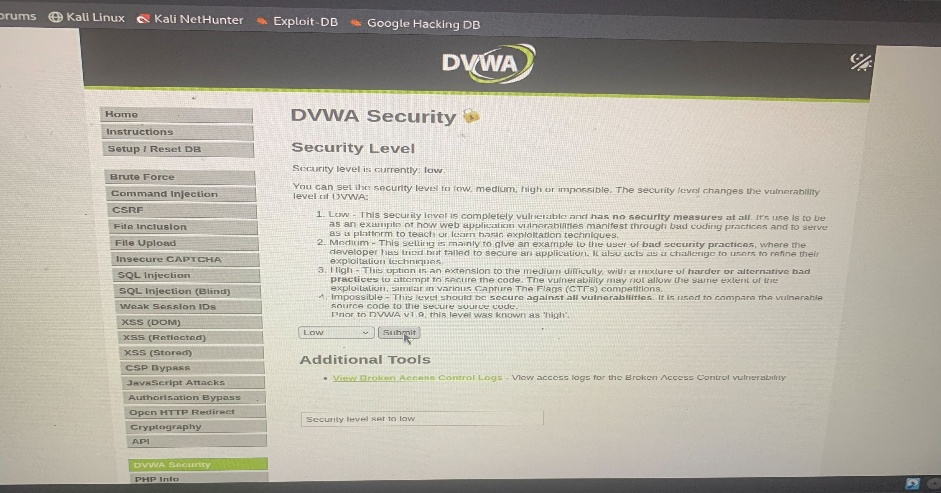 orums Kali Linux Kali NetHunter Exploit-DB Google Hacking DB
DVWA
Home
Instructions
Setup / Reset DB
Brute Force
Command Injection
CSRF
File Inclusion
File Upload
Insecure CAPTCHA
SQL Injection
SQL Injection (Blind)
Weak Session IDs
XSS (DOM)
XSS (Reflected)
XSS (Stored)
CSP Bypass
JavaScript Attacks
Authorisation Bypass
Open HTTP Redirect
Cryptography
API
DVWA Security
PHP Info
DVWA Security
Security Level
Security level is currently: low.
You can set the security level to low, medium, high or impossible. The security level changes the vulnerability
level of DVWA:
1. Low - This security level is completely vulnerable and has no security measures at all. It's use is to be
as an example of how web application vulnerabilities manifest through bad coding practices and to serve
as a platform to teach or learn basic exploitation techniques.
2. Medium - This setting is mainly to give an example to the user of bad security practices, where the
developer has tried but failed to secure an application. It also acts as a challenge to users to refine their
exploitation techniques.
3. High - This option is an extension to the medium difficulty, with a mixture of harder or alternative bad
practices to attempt to secure the code. The vulnerability may not allow the same extent of the
exploitation, similar in various Capture The Flags (CTFs) competitions.
4. Impossible - This level should be secure against all vulnerabilities. It is used to compare the vulnerable
source code to the secure source code.
Prior to DVWA v1.9, this level was known as 'high'.
Low Submit
Additional Tools
• View Broken Access Control Logs - View access logs for the Broken Access Control vulnerability
Security level set to low